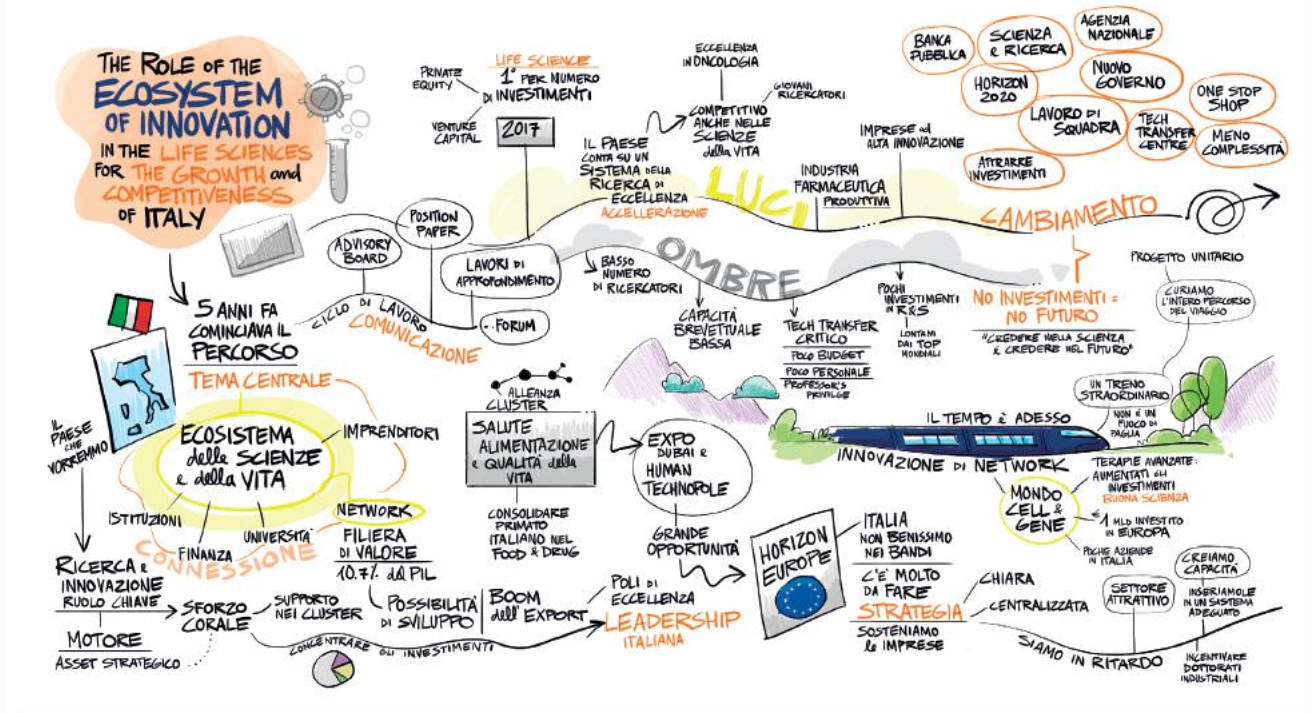 THE ROLE OF THE
ECOSYSTEM
OF INNOVATION
IN THE LIFE SCIENCES
FOR THE GROWTH and
COMPETITIVENESS
OF ITALY
5 ANNI FA
COMINCIAVA IL
PERCORSO
TEMA CENTRALE
ECOSISTEMA
delle SCIENZE
e della VITA
IMPRENDITORI
NETWORK
UNIVERSITA'
FINANZA
ISTITUZIONI
CONNESSIONE
FILIERA
DI VALORE
10.7% del PIL
POSSIBILITÀ
DI SVILUPPO
BOOM
dell'EXPORT
IL
PAESE
CHE
VORREMMO
RICERCA e
INNOVAZIONE
RUOLO CHIAVE
MOTORE
ASSET STRATEGICO
SFORZO
CORALE
SUPPORTO
NEI CLUSTER
CONCENTRARE gli INVESTIMENTI
POLI DI
ECCELLENZA
LEADERSHIP
ITALIANA
CICLO DI LAVORO
COMUNICAZIONE
ADVISORY
BOARD
POSITION
PAPER
LAVORI DI
APPROFONDIMENTO
FORUM
PRIVATE
EQUITY
VENTURE
CAPITAL
LIFE SCIENCE
1° PER NUMERO
DI INVESTIMENTI
2017
IL PAESE
CONTA SU UN
SISTEMA DELLA
RICERCA DI
ECCELLENZA
ACCELLERAZIONE
ECCELLENZA
IN ONCOLOGIA
GIOVANI
RICERCATORI
COMPETITIVO
ANCHE NELLE
SCIENZE
della VITA
LUCI
INDUSTRIA
FARMACEUTICA
PRODUTTIVA
IMPRESE ad
ALTA INNOVAZIONE
OMBRE
BASSO
NUMERO
DI RICERCATORI
CAPACITÀ
BREVETTUALE
BASSA
TECH TRANSFER
CRITICO
POCO BUDGET
POCO PERSONALE
PROFESSOR'S
PRIVILGE
POCHI
INVESTIMENTI
IN R&S
LONTANI
DAI TOP
MONDIALI
BANCA
PUBBLICA
SCIENZA
e RICERCA
AGENZIA
NAZIONALE
HORIZON
2020
NUOVO
GOVERNO
ONE STOP
SHOP
LAVORO DI
SQUADRA
TECH
TRANSFER
CENTRE
MENO
COMPLESSITÀ
ATTRARRE
INVESTIMENTI
CAMBIAMENTO
NO INVESTIMENTI =
NO FUTURO
"CREDERE NELLA SCIENZA
È CREDERE NEL FUTURO"
PROGETTO UNITARIO
CURIAMO
L'INTERO PERCORSO
DEL VIAGGIO
UN TRENO
STRAORDINARIO
NON È UN
FUOCO DI
PAGLIA
IL TEMPO È ADESSO
INNOVAZIONE DI NETWORK
MONDO
CELL &
GENE
TERAPIE AVANZATE:
AUMENTATI GLI
INVESTIMENTI
BUONA SCIENZA
€1 MLD INVESTITO
IN EUROPA
POCHE AZIENDE
IN ITALIA
ALLEANZA
CLUSTER
SALUTE
ALIMENTAZIONE
e QUALITÀ della
VITA
CONSOLIDARE
PRIMATO
ITALIANO NEL
FOOD & DRUG
EXPO
DUBAI e
HUMAN
TECHNOPOLE
GRANDE
OPPORTUNITÀ
HORIZON
EUROPE
ITALIA
NON BENISSIMO
NEI BANDI
C'È MOLTO
DA FARE
STRATEGIA
SOSTENIAMO
le IMPRESE
CHIARA
CENTRALIZZATA
SIAMO IN RITARDO
SETTORE
ATTRATTIVO
CREIAMO
CAPACITÀ
INSERIAMOLE
IN UN SISTEMA
ADEGUATO
INCENTIVARE
DOTTORATI
INDUSTRIALI